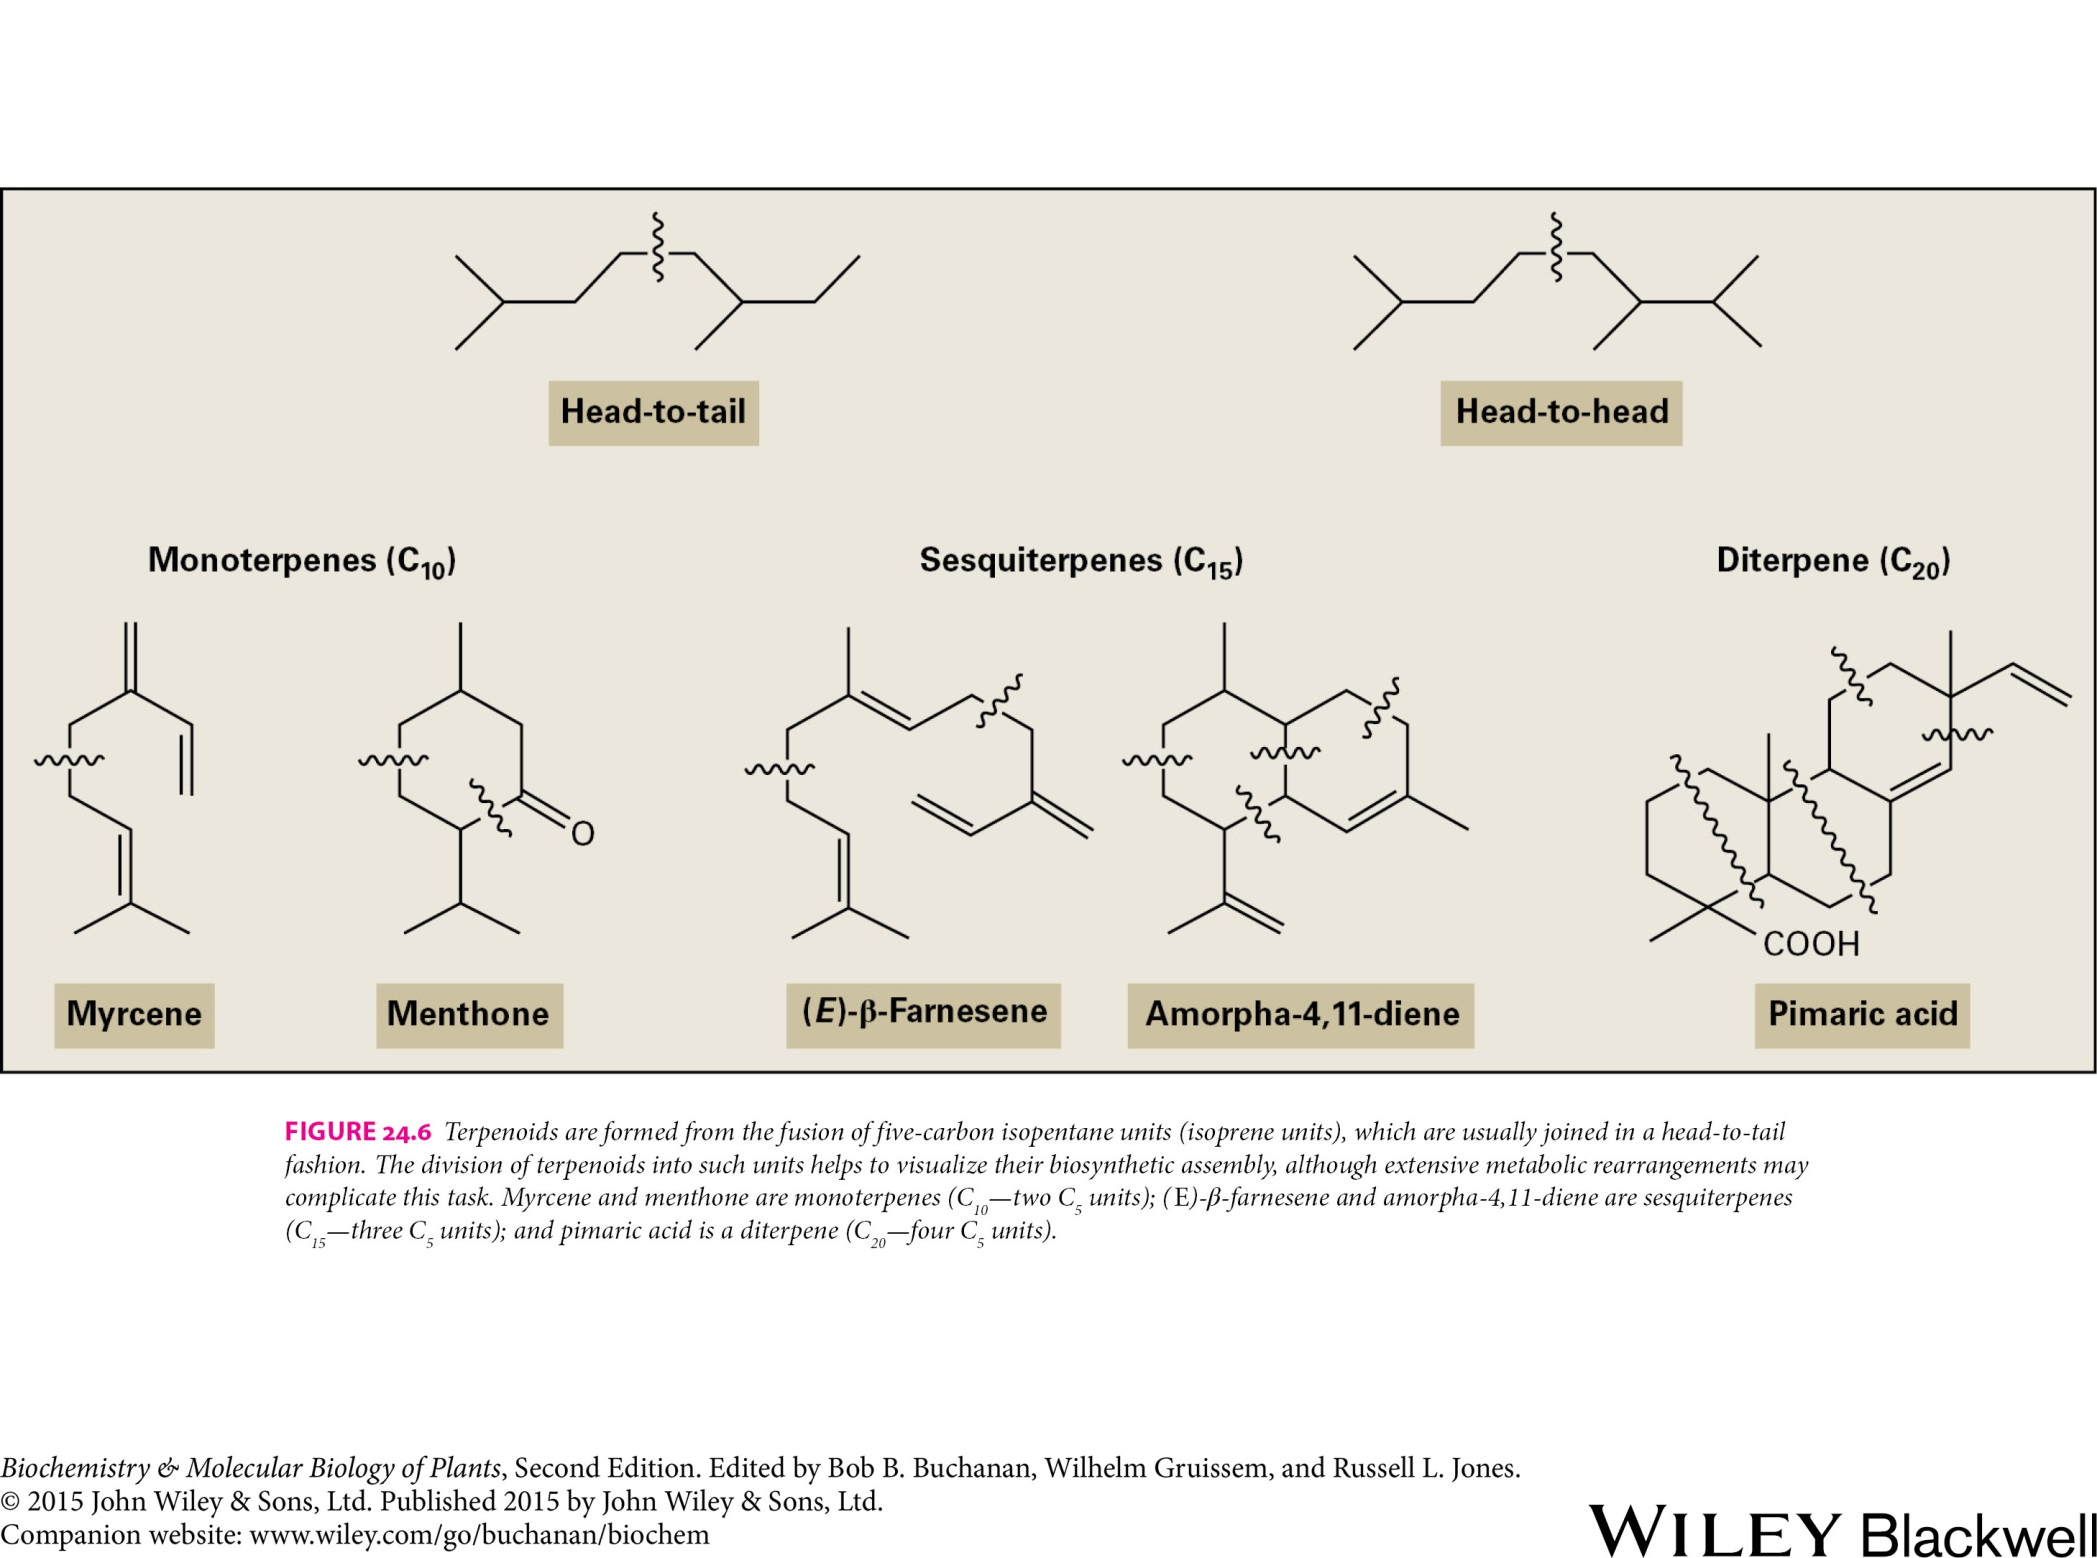 Head-to-tail
Head-to-head
Monoterpenes (C₁₀)
Sesquiterpenes (C₁₅)
Diterpene (C₂₀)
O
COOH
Myrcene
Menthone
(E)-β-Farnesene
Amorpha-4,11-diene
Pimaric acid
FIGURE 24.6 Terpenoids are formed from the fusion of five-carbon isopentane units (isoprene units), which are usually joined in a head-to-tail
fashion. The division of terpenoids into such units helps to visualize their biosynthetic assembly, although extensive metabolic rearrangements may
complicate this task. Myrcene and menthone are monoterpenes (C₁₀—two C₅ units); (E)-β-farnesene and amorpha-4,11-diene are sesquiterpenes
(C₁₅—three C₅ units); and pimaric acid is a diterpene (C₂₀—four C₅ units).
Biochemistry & Molecular Biology of Plants, Second Edition. Edited by Bob B. Buchanan, Wilhelm Gruissem, and Russell L. Jones.
© 2015 John Wiley & Sons, Ltd. Published 2015 by John Wiley & Sons, Ltd.
Companion website: www.wiley.com/go/buchanan/biochem
WILEY Blackwell